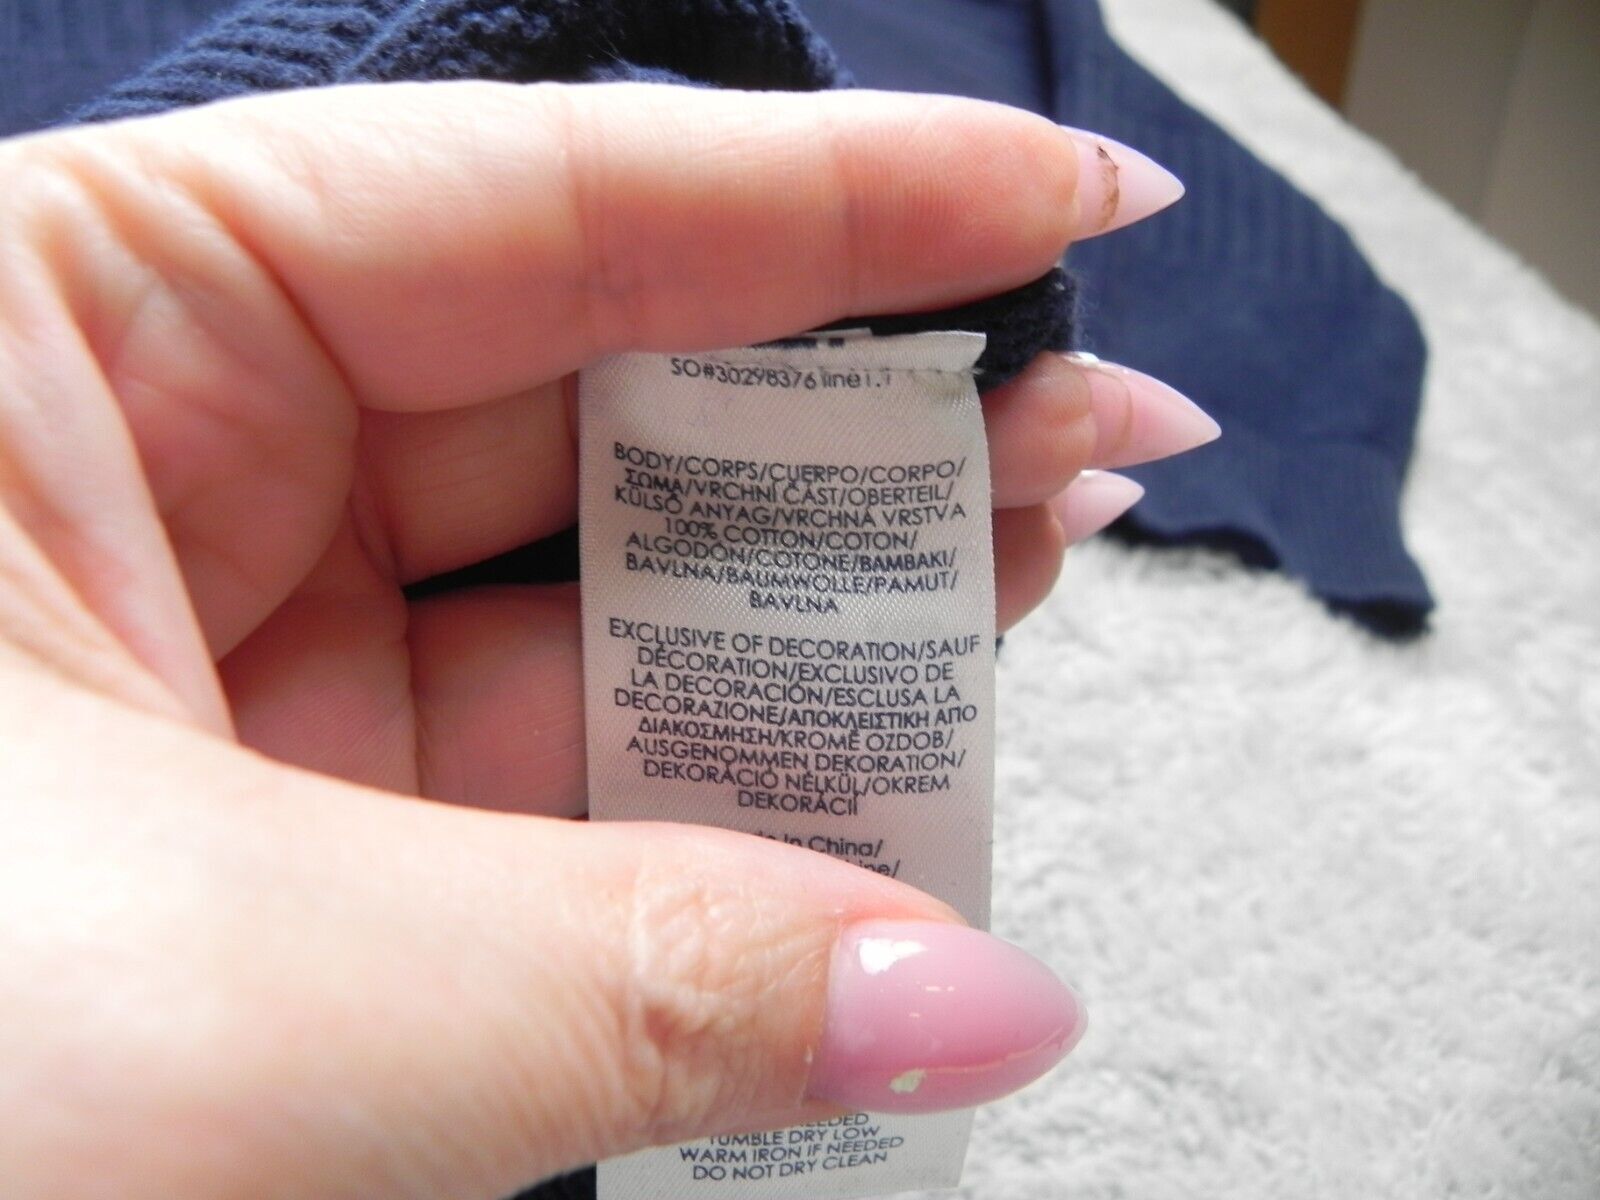 SO#30298376 line1.1
BODY/CORPS/CUERPO/CORPO/
ΣΩΜΑ/VRCHNÍ ČÁST/OBERTEIL/
KÜLSŐ ANYAG/VRCHNÁ VRSTVA
100% COTTON/COTON/
ALGODÓN/COTONE/BAMBAKI/
BAVLNA/BAUMWOLLE/PAMUT/
BAVLNA
EXCLUSIVE OF DECORATION/SAUF
DÉCORATION/EXCLUSIVO DE
LA DECORACIÓN/ESCLUSA LA
DECORAZIONE/ΑΠΟΚΛΕΙΣΤΙΚΗ ΑΠΟ
ΔΙΑΚΟΣΜΗΣΗ/KROMĚ OZDOB/
AUSGENOMMEN DEKORATION/
DEKORÁCIÓ NÉLKÜL/OKREM
DEKORÁCIÍ
In China/
TUMBLE DRY LOW
WARM IRON IF NEEDED
DO NOT DRY CLEAN